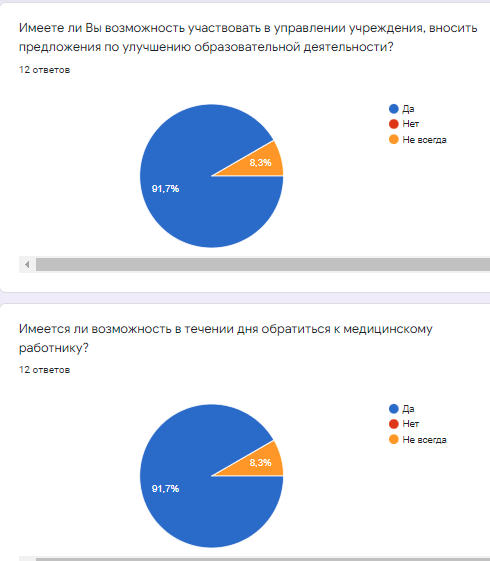 Имеете ли Вы возможность участвовать в управлении учреждения, вносить
предложения по улучшению образовательной деятельности?
12 ответов
Да
Нет
Не всегда
8,3%
91,7%
Имеется ли возможность в течении дня обратиться к медицинскому
работнику?
12 ответов
Да
Нет
Не всегда
8,3%
91,7%